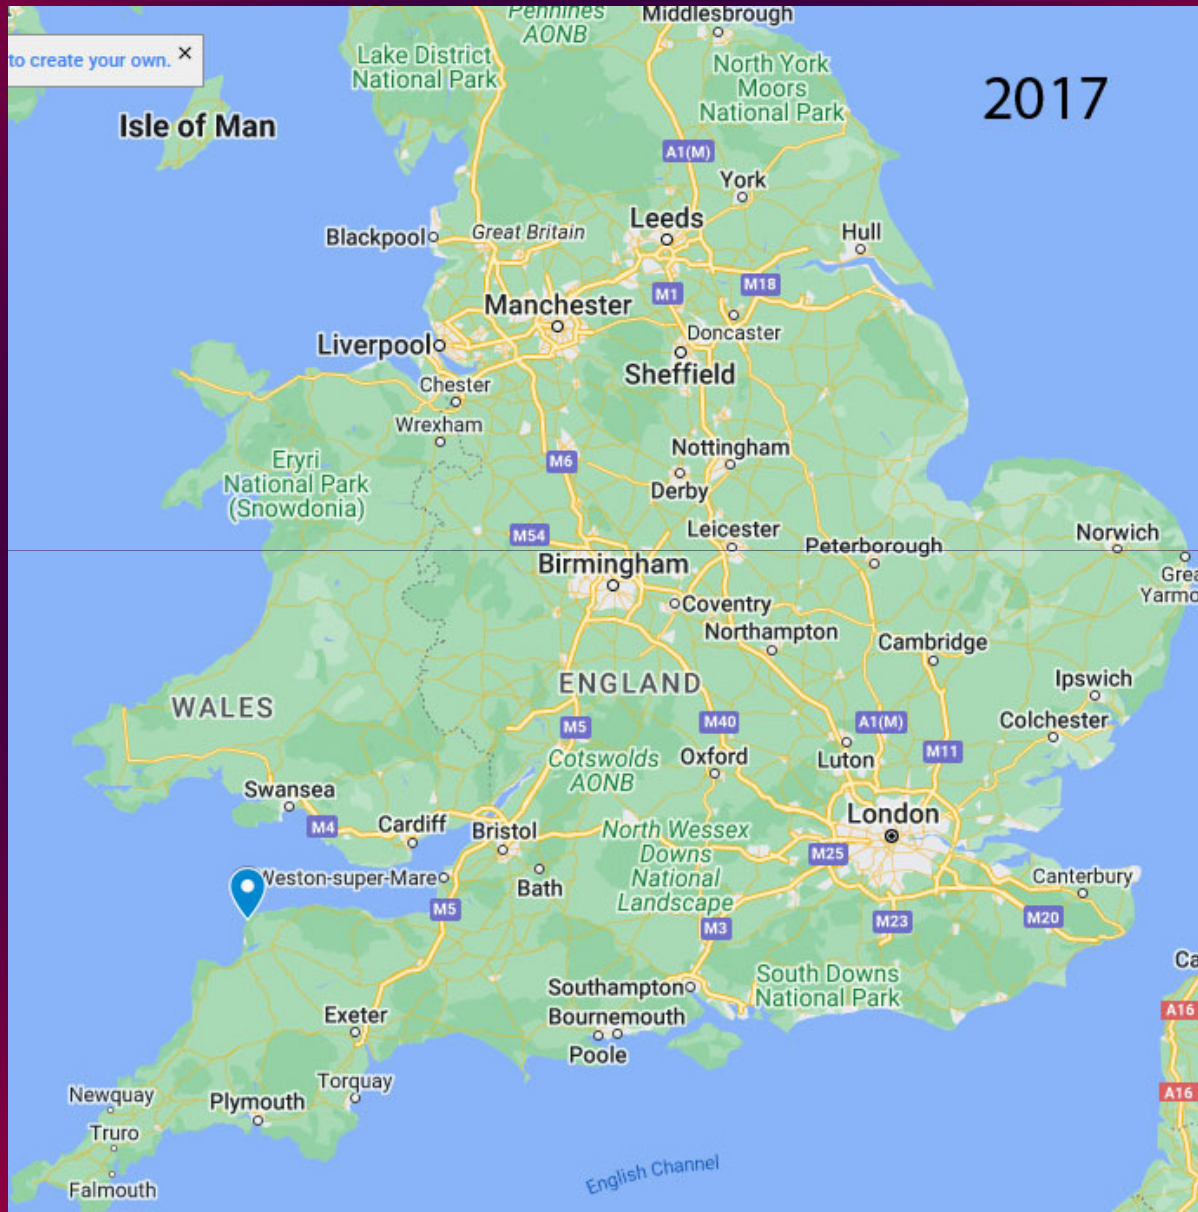 Pennines
AONB
Middlesbrough
to create your own. ×
Lake District
National Park
North York
Moors
National Park
2017
Isle of Man
A1(M)
York
Leeds
Blackpool
Great Britain
Hull
M1
M18
Manchester
Doncaster
Liverpool
Sheffield
Chester
Wrexham
Nottingham
Eryri
National Park
(Snowdonia)
M6
Derby
M54
Leicester
Norwich
Peterborough
Birmingham
Grea
Yarmo
Coventry
Northampton
Cambridge
ENGLAND
Ipswich
WALES
M5
M40
A1(M)
Colchester
M11
Cotswolds
AONB
Oxford
Luton
Swansea
M4
Cardiff
Bristol
North Wessex
Downs
National
Landscape
London
M25
Weston-super-Mare
Bath
Canterbury
M5
M3
M23
M20
Ca
South Downs
National Park
Southampton
Exeter
Bournemouth
A16
Poole
Torquay
Newquay
Plymouth
A16
Truro
English Channel
Falmouth